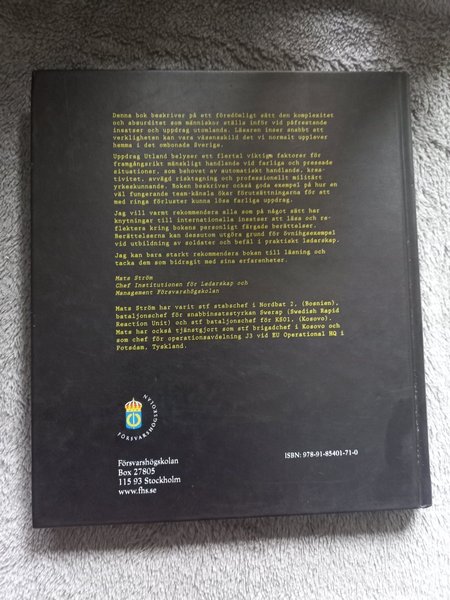 Denna bok beskriver på ett föredömligt sätt den komplexitet
och absurditet som människor ställs inför vid påfrestande
insatser och uppdrag utomlands. Läsaren inser snabbt att
verkligheten kan vara väsensskild det vi normalt upplever
hemma i det ombonade Sverige.
Uppdrag Utland belyser ett flertal viktiga faktorer för
framgångsrikt mänskligt handlande vid farliga och pressade
situationer, som behovet av automatiskt handlande, krea-
tivitet, avvägd risktagning och professionellt militärt
yrkeskunnande. Boken beskriver också goda exempel på hur en
väl fungerande team-känsla ökar förutsättningarna för att
med ringa förluster kunna lösa farliga uppdrag.
Jag vill varmt rekommendera alla som på något sätt har
knytningar till internationella insatser att läsa och re-
flektera kring bokens personligt färgade berättelser.
Berättelserna kan dessutom utgöra grund för övningsexempel
vid utbildning av soldater och befäl i praktiskt ledarskap.
Jag kan bara starkt rekommendera boken till läsning och
tacka dem som bidragit med sina erfarenheter.
Mats Ström
Chef Institutionen för Ledarskap och
Management Försvarshögskolan
Mats Ström har varit stf stabschef i Nordbat 2, (Bosnien),
bataljonschef för snabbinsatsstyrkan Swerap (Swedish Rapid
Reaction Unit) och stf bataljonschef för KS01, (Kosovo).
Mats har också tjänstgjort som stf brigadchef i Kosovo och
som chef för operationsavdelning J3 vid EU Operational HQ i
Potsdam, Tyskland.
FÖRSVARSHÖGSKOLAN
Försvarshögskolan
Box 27805
115 93 Stockholm
www.fhs.se
ISBN: 978-91-85401-71-0